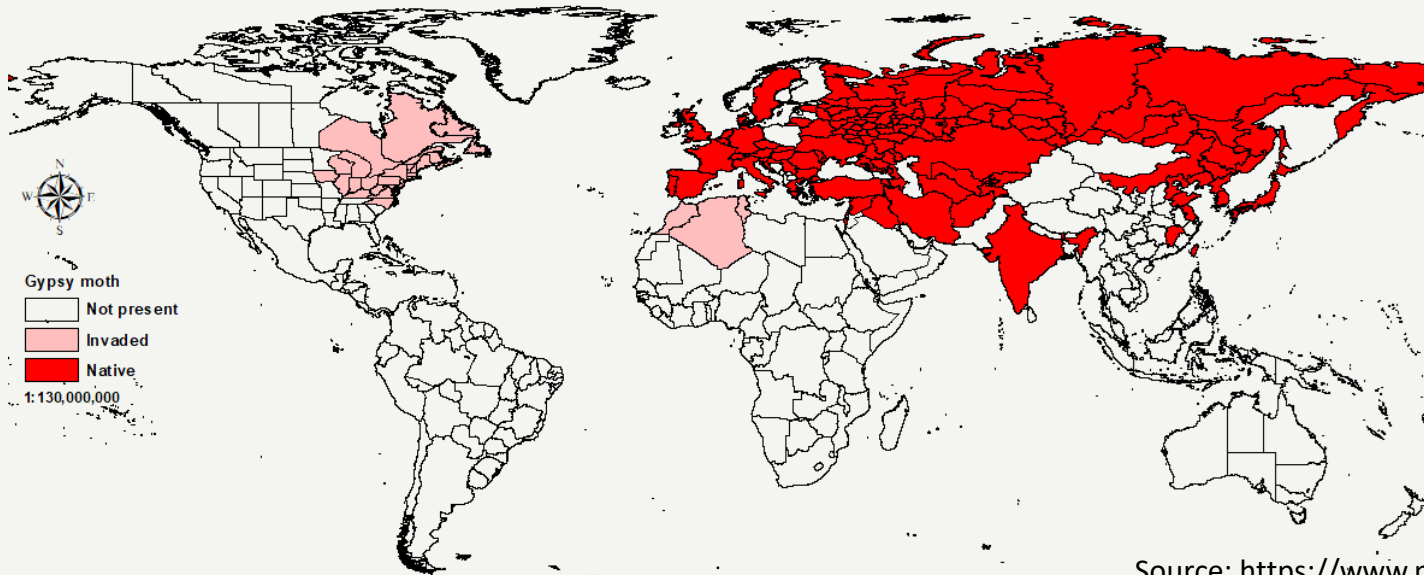 N
W E
S
Gypsy moth
Not present
Invaded
Native
1:130,000,000
Source: https://www.